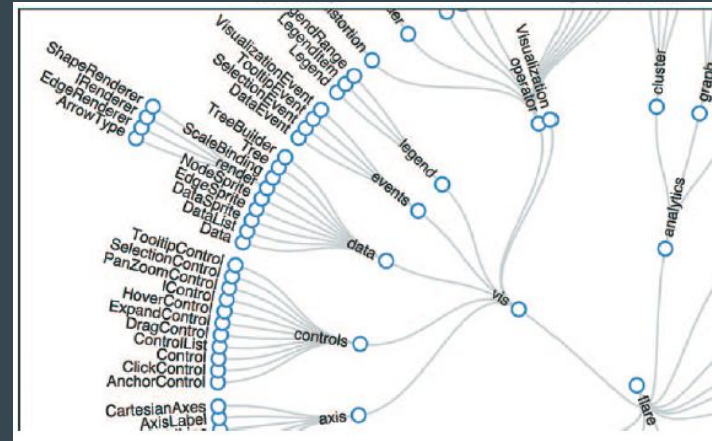 ShapeRenderer
IRenderer
EdgeRenderer
ArrowType
LegendItem
Legend
VisualizationEvent
TooltipEvent
SelectionEvent
DataEvent
TreeBuilder
Tree
ScaleBinding
render
NodeSprite
EdgeSprite
DataSprite
DataList
Data
TooltipControl
SelectionControl
PanZoomControl
IControl
HoverControl
ExpandControl
DragControl
ControlList
Control
ClickControl
AnchorControl
CartesianAxes
AxisLabel
legend
events
data
controls
axis
Visualization
operator
vis
cluster
graph
analytics
flare